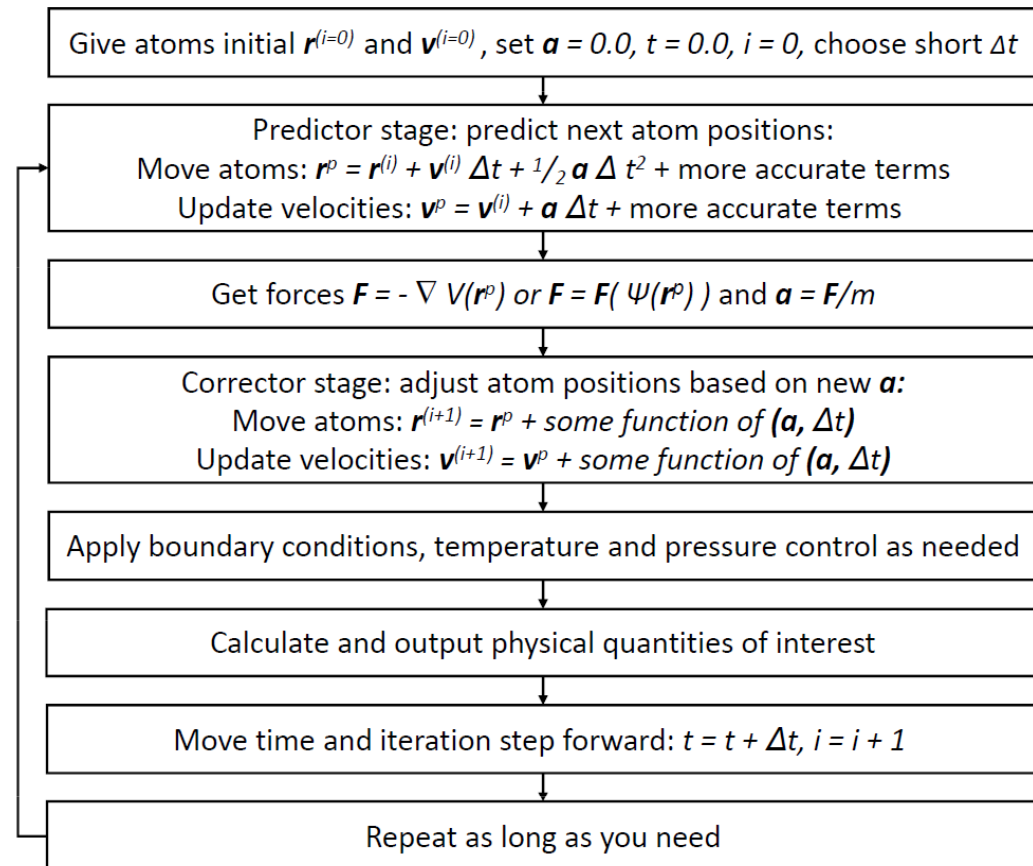 Give atoms initial r⁽ⁱ⁼⁰⁾ and v⁽ⁱ⁼⁰⁾ , set a = 0.0, t = 0.0, i = 0, choose short Δt
Predictor stage: predict next atom positions:
Move atoms: rᵖ = r⁽ⁱ⁾ + v⁽ⁱ⁾ Δt + ¹/₂ a Δ t² + more accurate terms
Update velocities: vᵖ = v⁽ⁱ⁾ + a Δt + more accurate terms
Get forces F = - ∇ V(rᵖ) or F = F( Ψ(rᵖ) ) and a = F/m
Corrector stage: adjust atom positions based on new a:
Move atoms: r⁽ⁱ⁺¹⁾ = rᵖ + some function of (a, Δt)
Update velocities: v⁽ⁱ⁺¹⁾ = vᵖ + some function of (a, Δt)
Apply boundary conditions, temperature and pressure control as needed
Calculate and output physical quantities of interest
Move time and iteration step forward: t = t + Δt, i = i + 1
Repeat as long as you need